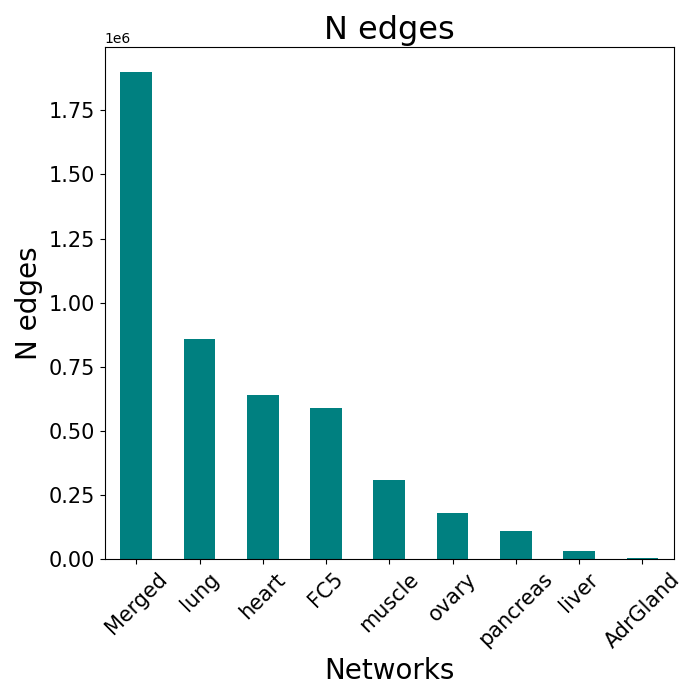 N edges
1e6
N edges
1.75
1.50
1.25
1.00
0.75
0.50
0.25
0.00
Merged
lung
heart
FC5
muscle
ovary
pancreas
liver
AdrGland
Networks